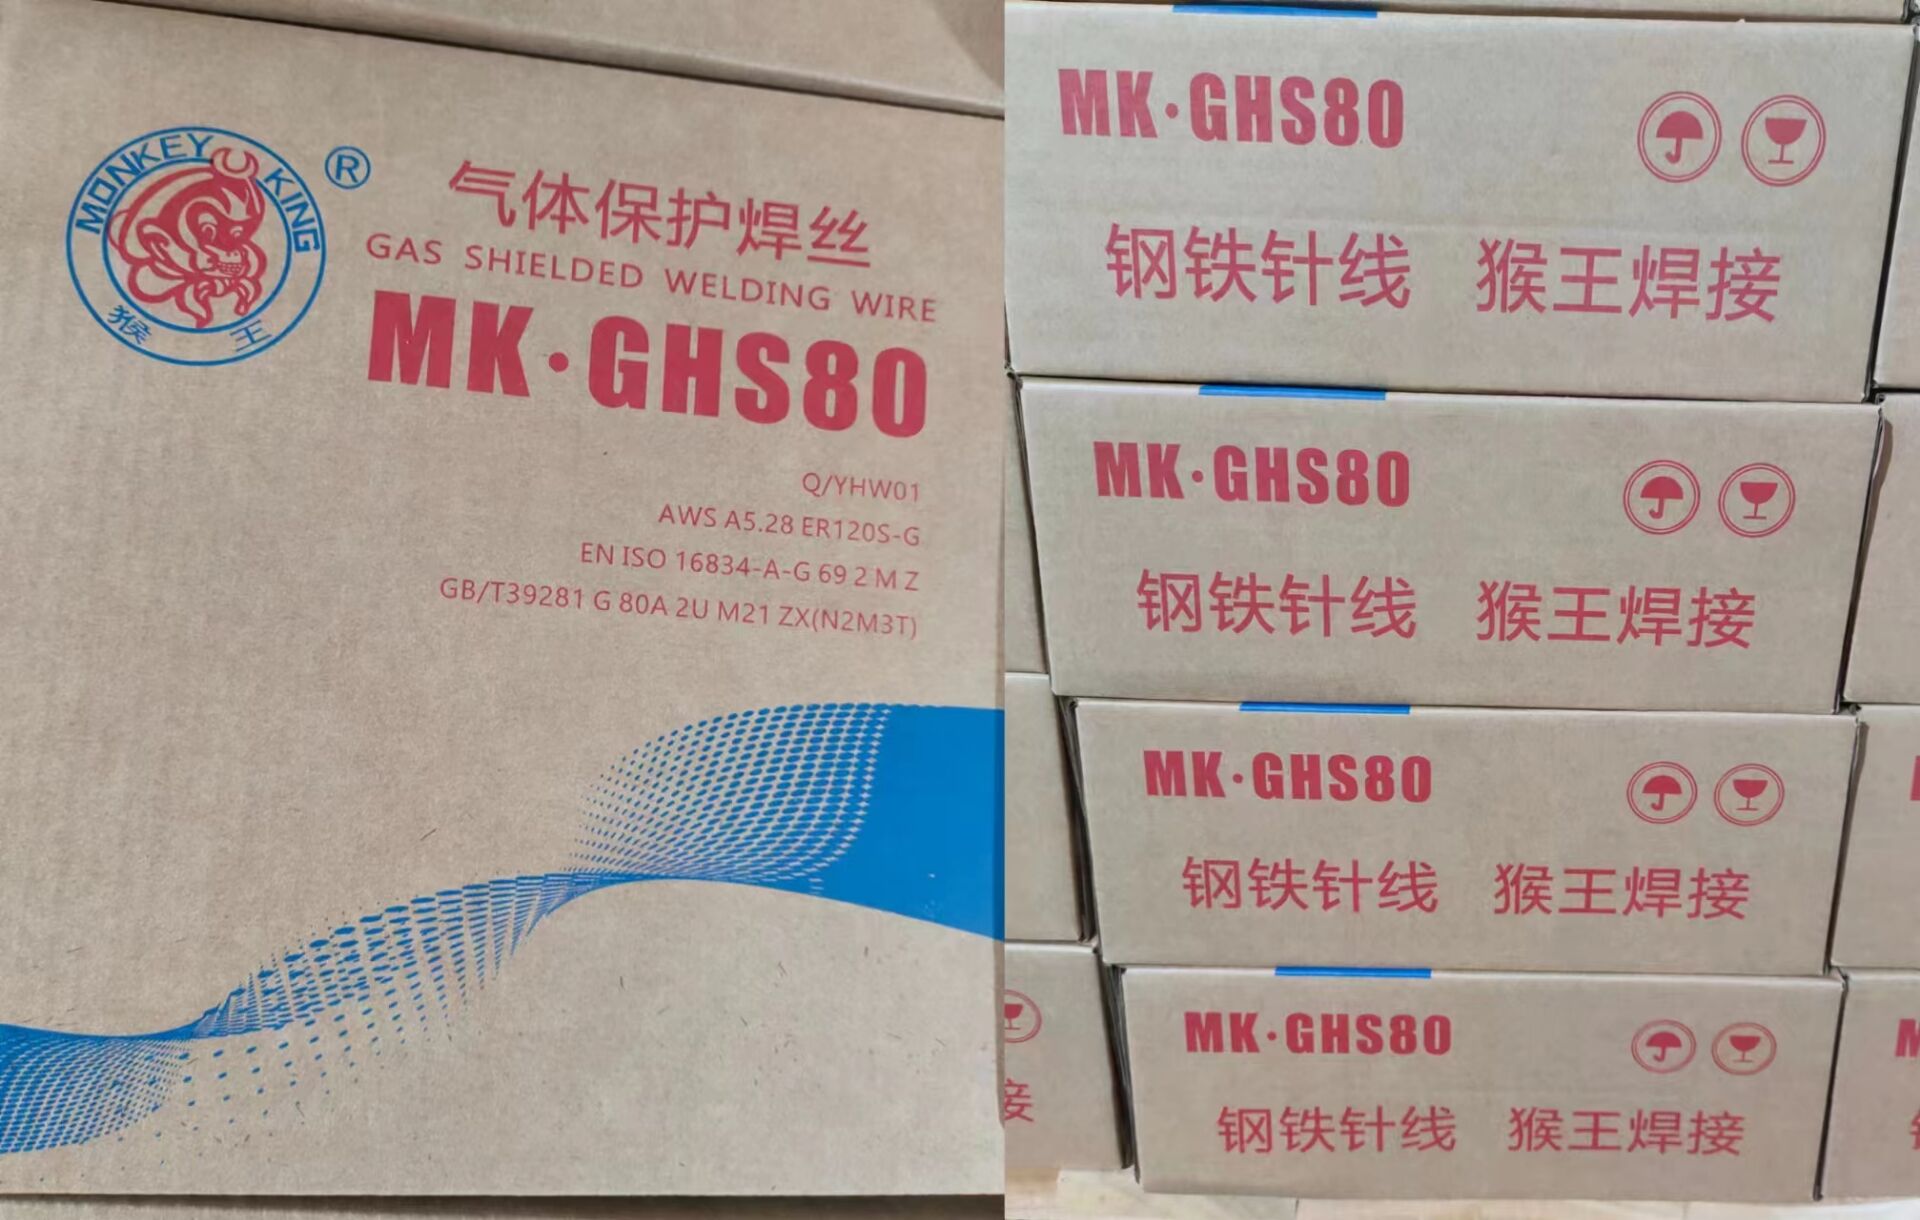 MONKEY KING
猴王
®
气体保护焊丝
GAS SHIELDED WELDING WIRE
MK·GHS80
Q/YHW01
AWS A5.28 ER120S-G
EN ISO 16834-A-G 69 2 M Z
GB/T39281 G 80A 2U M21 ZX(N2M3T)
MK·GHS80
钢铁针线 猴王焊接
MK·GHS80
钢铁针线 猴王焊接
MK·GHS80
钢铁针线 猴王焊接
MK·GHS80
钢铁针线 猴王焊接
接
M